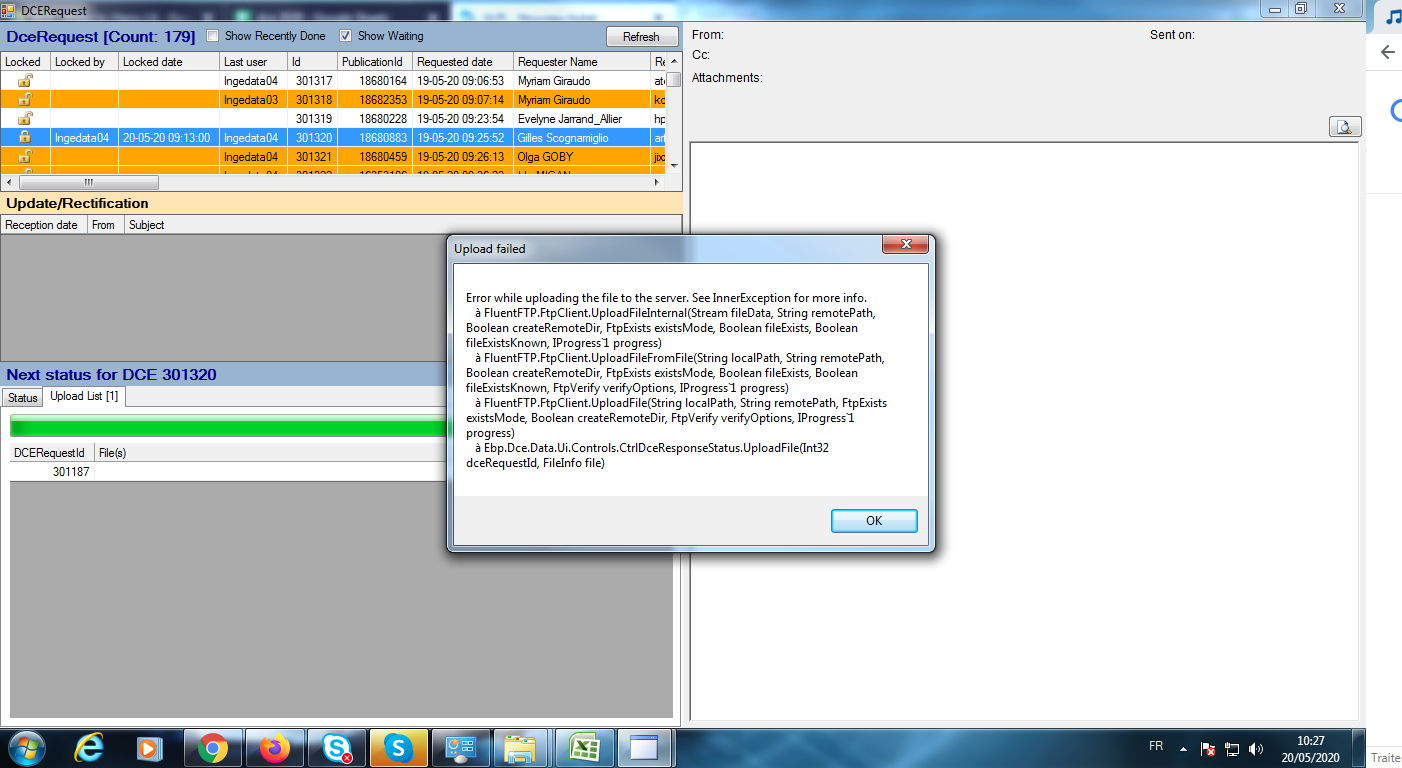 DCERequest
DceRequest [Count: 179]
Show Recently Done
Show Waiting
Refresh
Locked Locked by Locked date Last user Id PublicationId Requested date Requester Name Re
Ingedata04 301317 18680164 19-05-20 09:06:53 Myriam Giraudo
Ingedata03 301318 18682353 19-05-20 09:07:14 Myriam Giraudo
301319 18680228 19-05-20 09:23:54 Evelyne Jarrand_Allier hp
Ingedata04 20-05-20 09:13:00 Ingedata04 301320 18680883 19-05-20 09:25:52 Gilles Scognamiglio
Ingedata04 301321 18680459 19-05-20 09:26:13 Olga GOBY
Update/Rectification
Reception date From Subject
Next status for DCE 301320
Status Upload List [1]
DCERequestId File(s)
301187
From:
Sent on:
Cc:
Attachments:
Upload failed
Error while uploading the file to the server. See InnerException for more info.
à FluentFTP.FtpClient.UploadFileInternal(Stream fileData, String remotePath,
Boolean createRemoteDir, FtpExists existsMode, Boolean fileExists, Boolean
fileExistsKnown, IProgress`1 progress)
à FluentFTP.FtpClient.UploadFileFromFile(String localPath, String remotePath,
Boolean createRemoteDir, FtpExists existsMode, Boolean fileExists, Boolean
fileExistsKnown, FtpVerify verifyOptions, IProgress`1 progress)
à FluentFTP.FtpClient.UploadFile(String localPath, String remotePath, FtpExists
existsMode, Boolean createRemoteDir, FtpVerify verifyOptions, IProgress`1
progress)
à Ebp.Dce.Data.Ui.Controls.CtrlDceResponseStatus.UploadFile(Int32
dceRequestId, FileInfo file)
OK
FR
10:27
20/05/2020
Traite